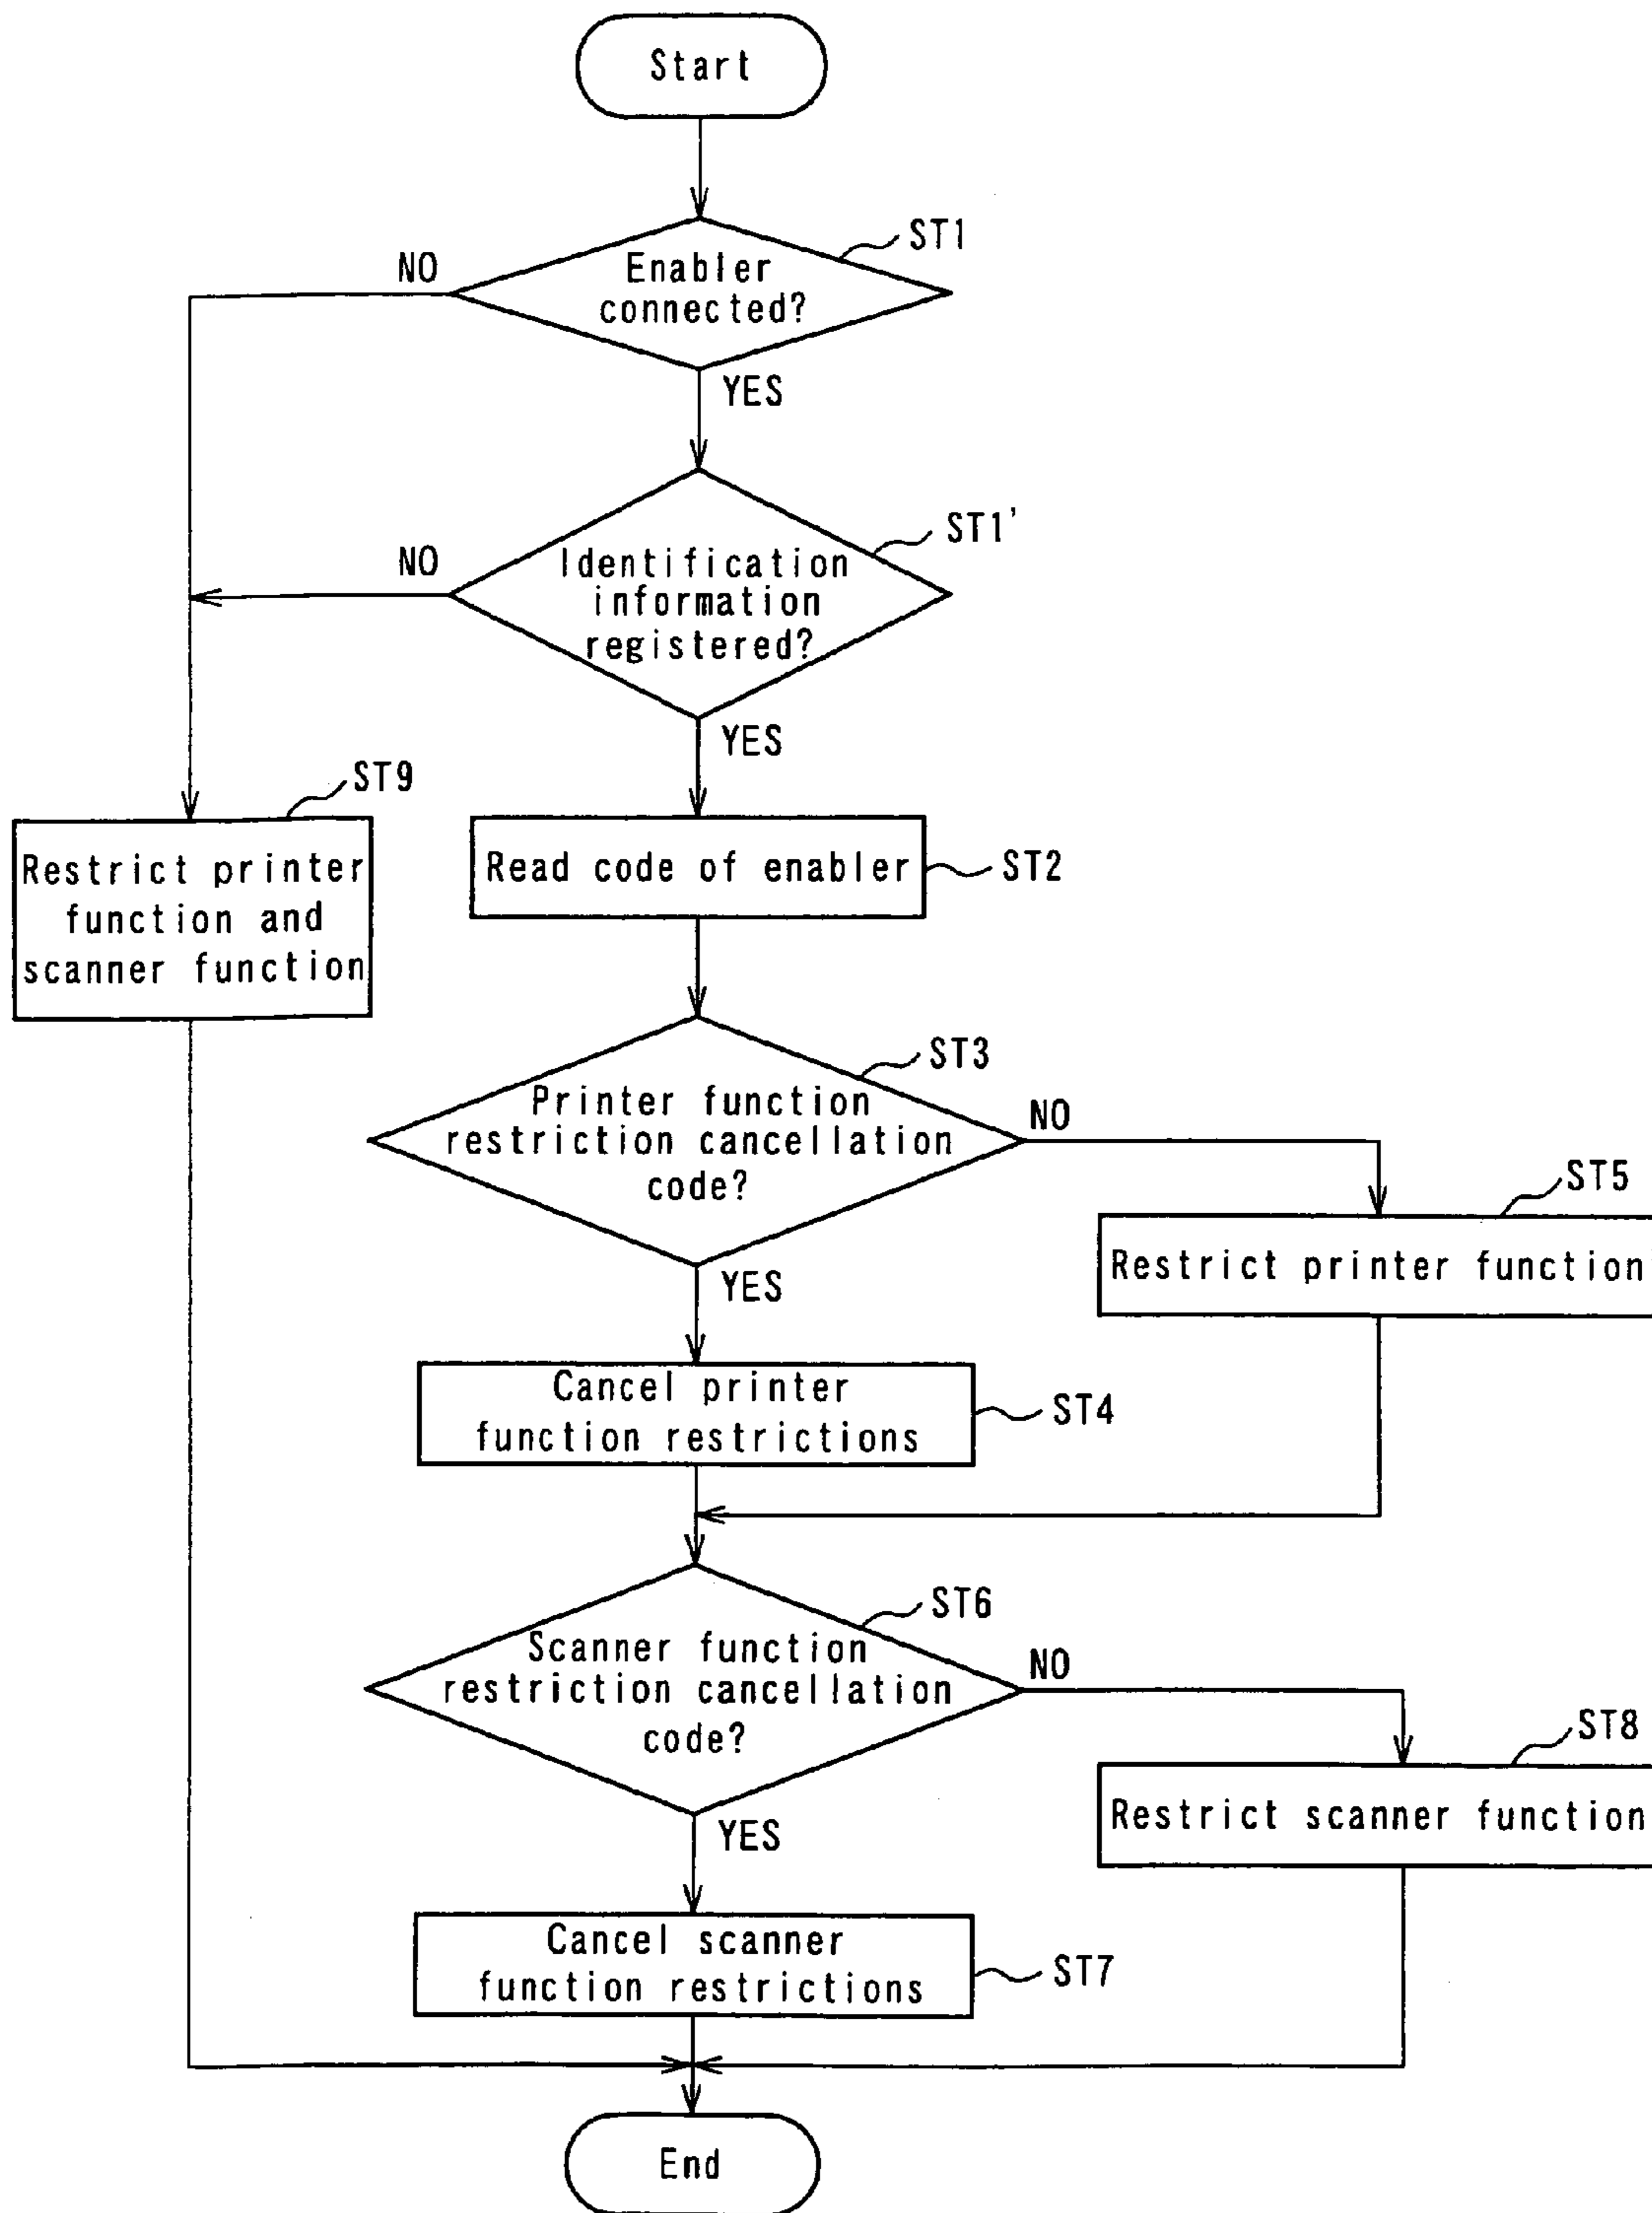 Start
ST1
NO
Enabler
connected?
YES
ST1'
NO
Identification
information
registered?
YES
ST9
Restrict printer
function and
scanner function
Read code of enabler
ST2
ST3
Printer function
restriction cancellation
code?
NO
ST5
Restrict printer function
YES
Cancel printer
function restrictions
ST4
ST6
Scanner function
restriction cancellation
code?
NO
ST8
Restrict scanner function
YES
Cancel scanner
function restrictions
ST7
End